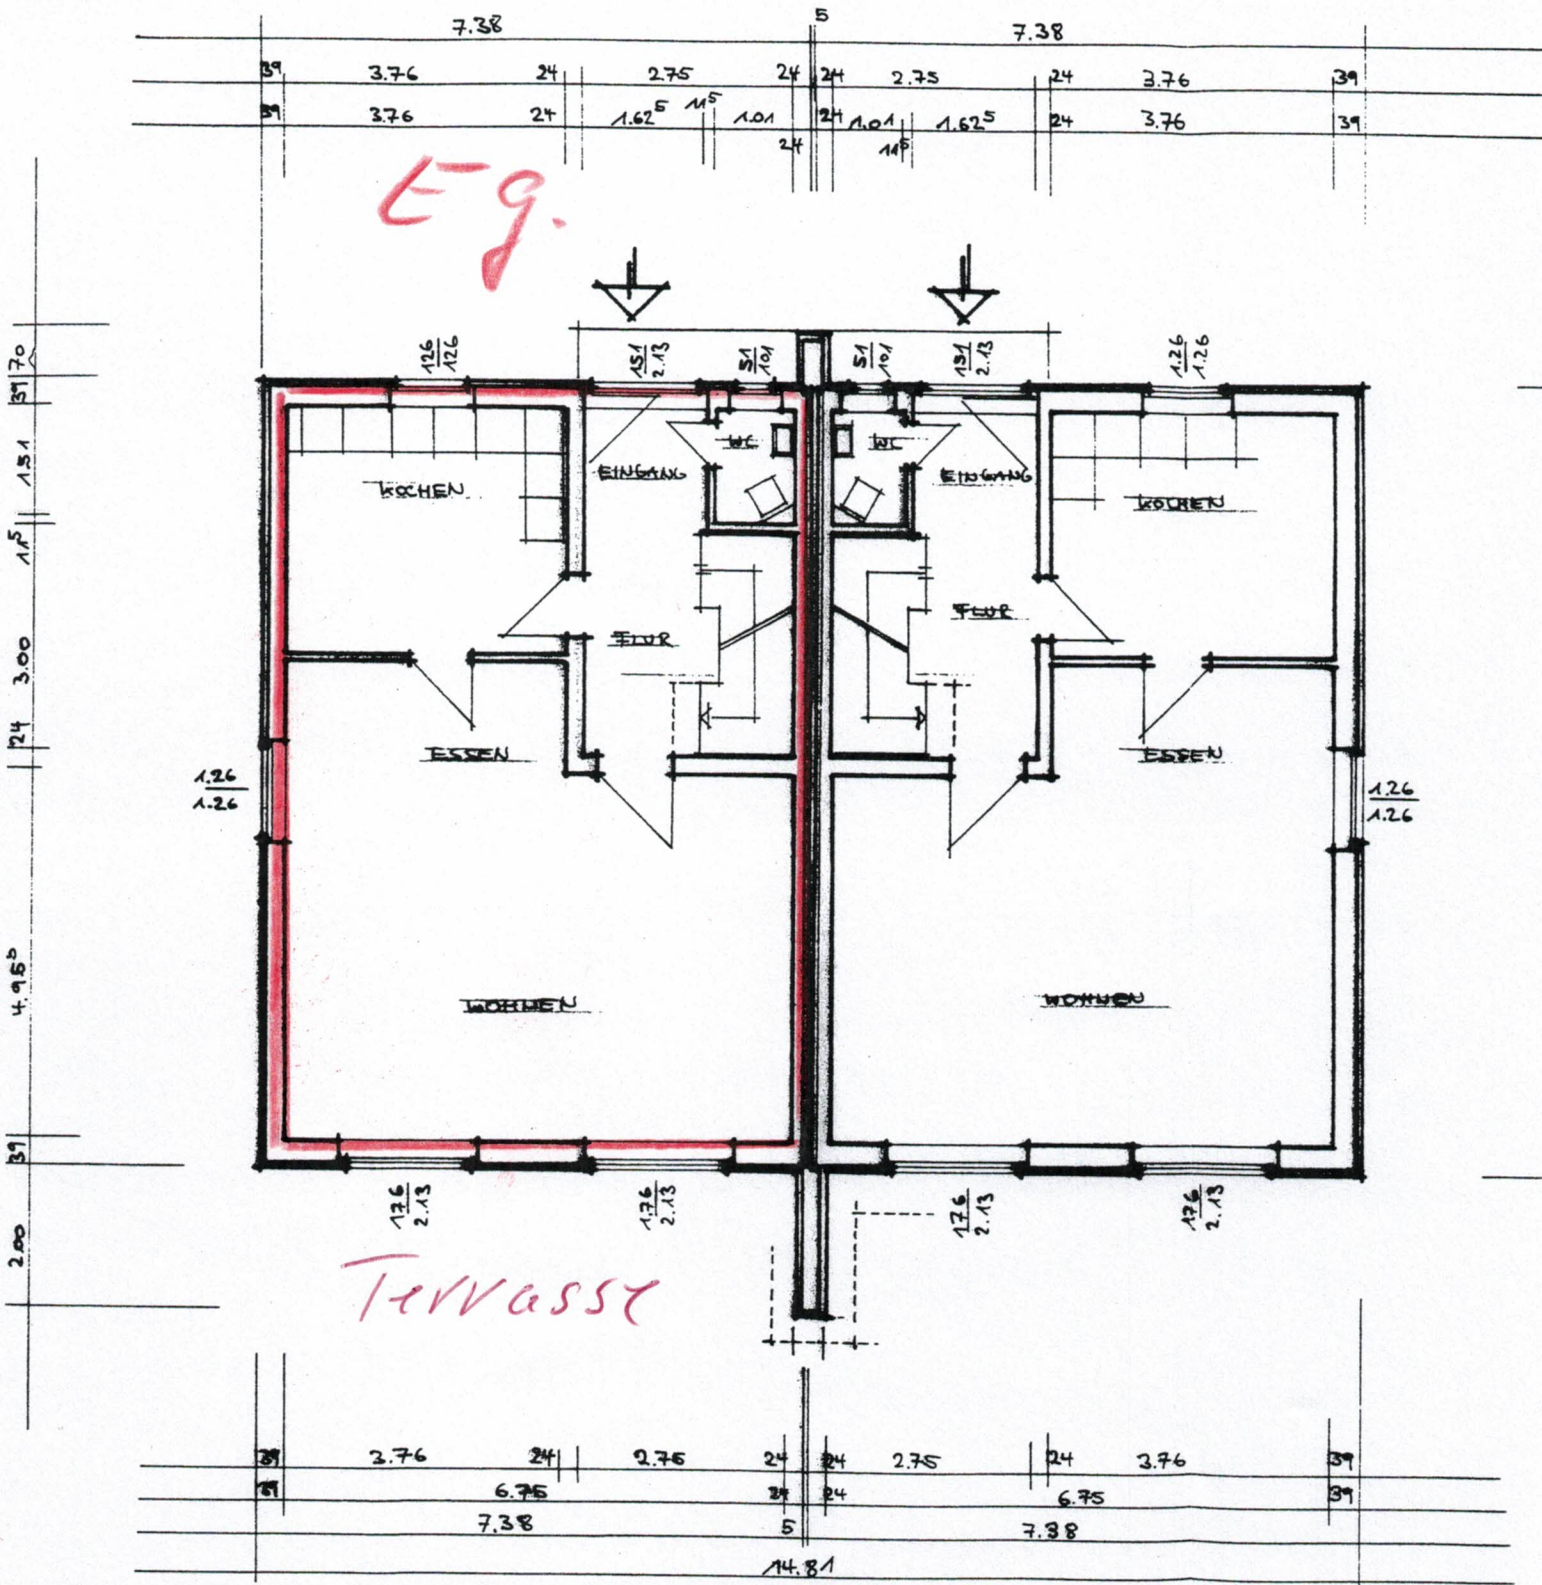 7.38 5 7.38
39 3.76 24 2.75 24 24 2.75 24 3.76 39
39 3.76 24 1.62⁵ 11⁵ 1.01 24 24 1.01 11⁵ 1.62⁵ 24 3.76 39
Eg.
70
39
1.51
11⁵
3.00
24
4.95⁵
39
2.00
1.26
1.26
1.51
2.13
51
1.01
51
1.01
1.51
2.13
1.26
1.26
KOCHEN
EINGANG
WC
WC
EINGANG
KOCHEN
FLUR
FLUR
ESSEN
ESSEN
1.26
1.26
1.26
1.26
WOHNEN
WOHNEN
1.76
2.13
1.76
2.13
1.76
2.13
1.76
2.13
Terrasse
39 3.76 24 2.75 24 24 2.75 24 3.76 39
39 6.75 24 24 6.75 39
7.38 5 7.38
14.81